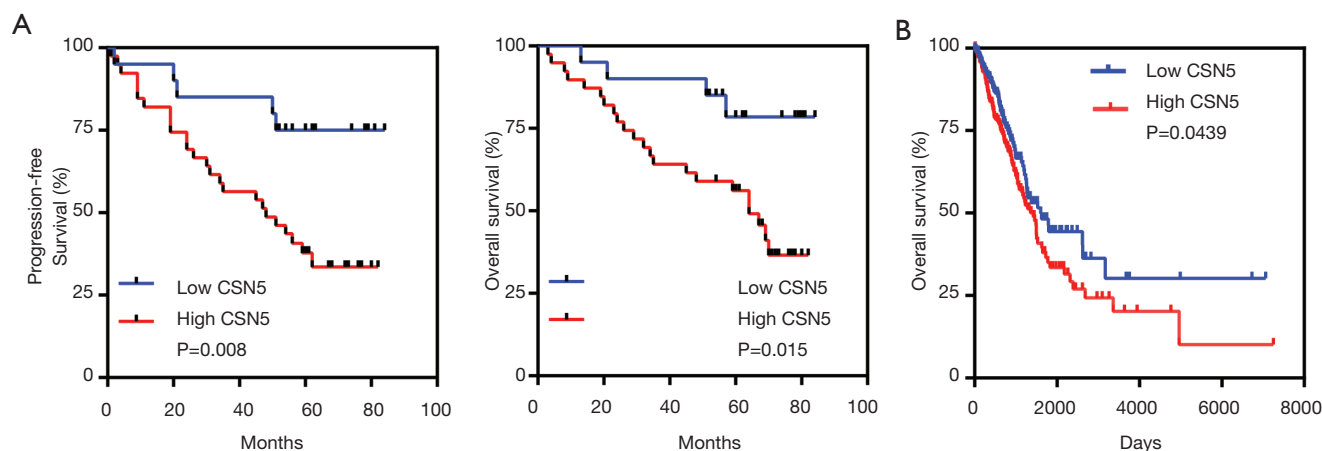 A
Progression-free
Survival (%)
100
75
50
25
0
Low CSN5
High CSN5
P=0.008
0 20 40 60 80 100
Months
Overall survival (%)
100
75
50
25
0
Low CSN5
High CSN5
P=0.015
0 20 40 60 80 100
Months
B
Overall survival (%)
100
75
50
25
0
Low CSN5
High CSN5
P=0.0439
0 2000 4000 6000 8000
Days